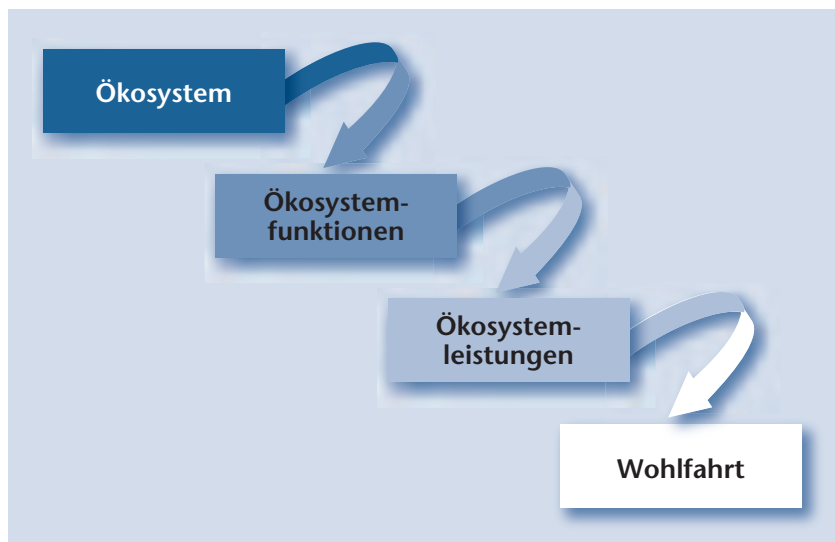 Ökosystem
Ökosystem-
funktionen
Ökosystem-
leistungen
Wohlfahrt